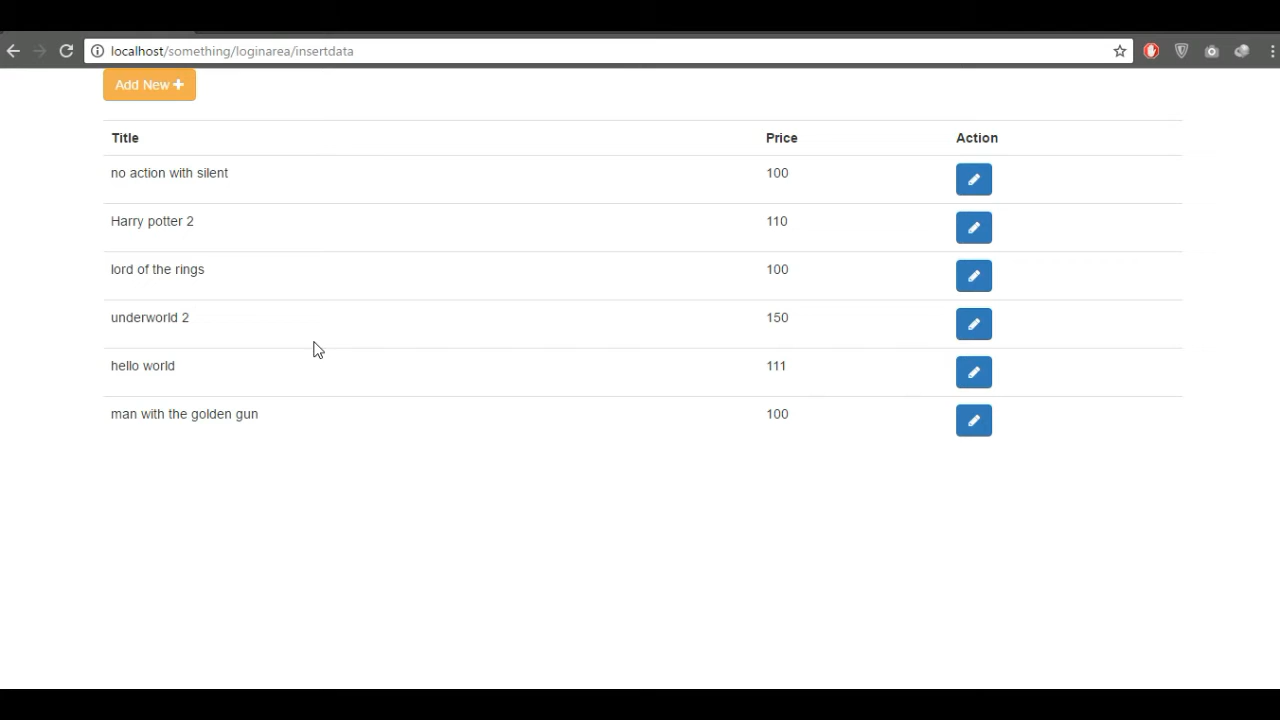 localhost/something/loginarea/insertdata
Add New
Title Price Action
no action with silent 100
Harry potter 2 110
lord of the rings 100
underworld 2 150
hello world 111
man with the golden gun 100